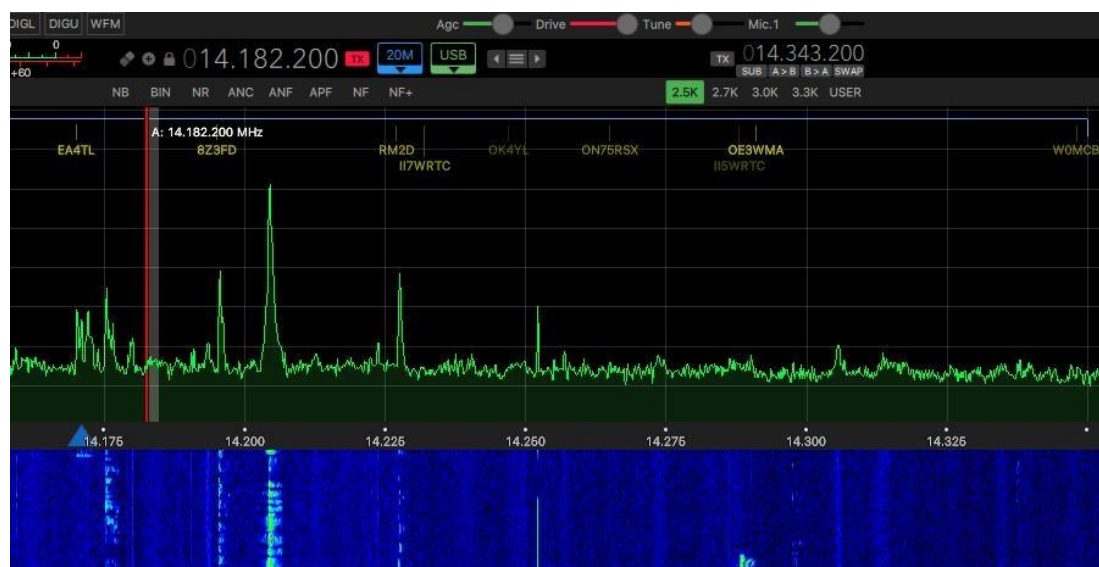 DIGL DIGU WFM Agc Drive Tune Mic.1
0
+60
014.182.200 TX 20M USB TX 014.343.200
SUB A>B B>A SWAP
NB BIN NR ANC ANF APF NF NF+ 2.5K 2.7K 3.0K 3.3K USER
A: 14.182.200 MHz
EA4TL 8Z3FD RM2D OK4YL ON75RSX OE3WMA W0MCB
II7WRTC II5WRTC
14.175 14.200 14.225 14.250 14.275 14.300 14.325